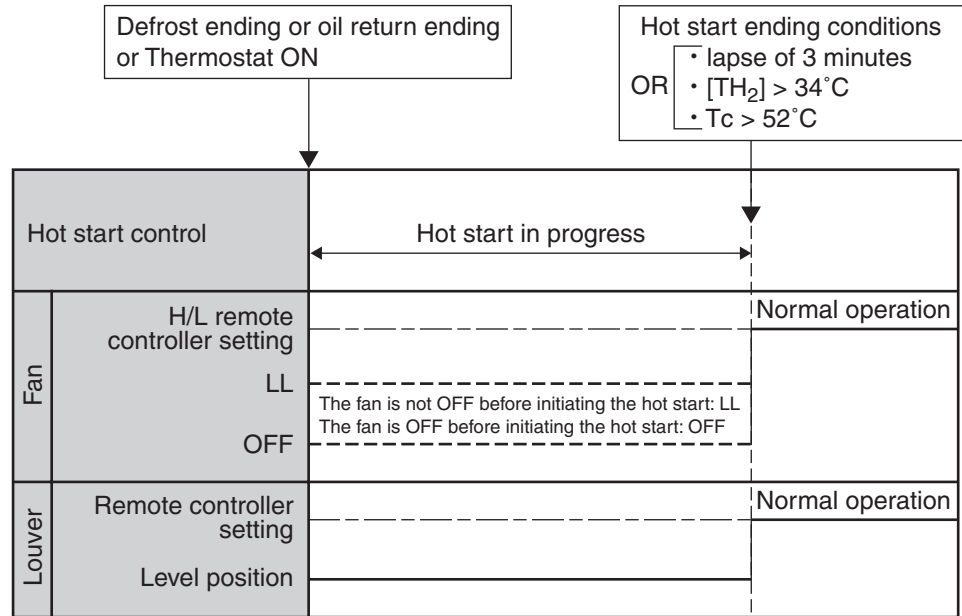 Defrost ending or oil return ending
or Thermostat ON
Hot start ending conditions
OR
・lapse of 3 minutes
・[TH₂] > 34˚C
・Tc > 52˚C
Hot start control
Hot start in progress
Fan
H/L remote
controller setting
Normal operation
LL
The fan is not OFF before initiating the hot start: LL
The fan is OFF before initiating the hot start: OFF
OFF
Louver
Remote controller
setting
Normal operation
Level position